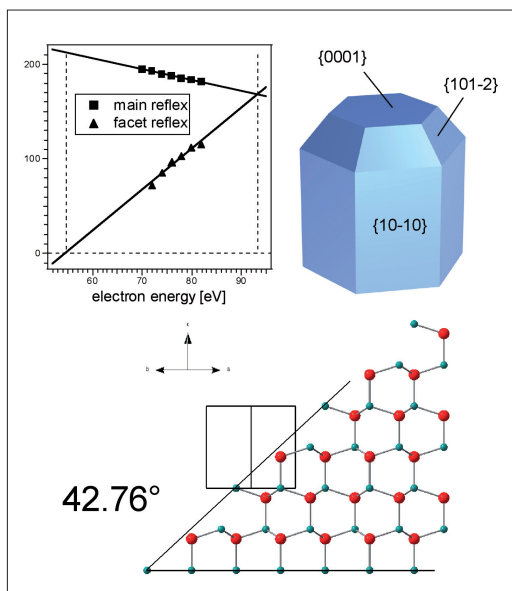 200
100
0
main reflex
facet reflex
60
70
80
90
electron energy [eV]
{0001}
{101-2}
{10-10}
c
b
a
42.76°